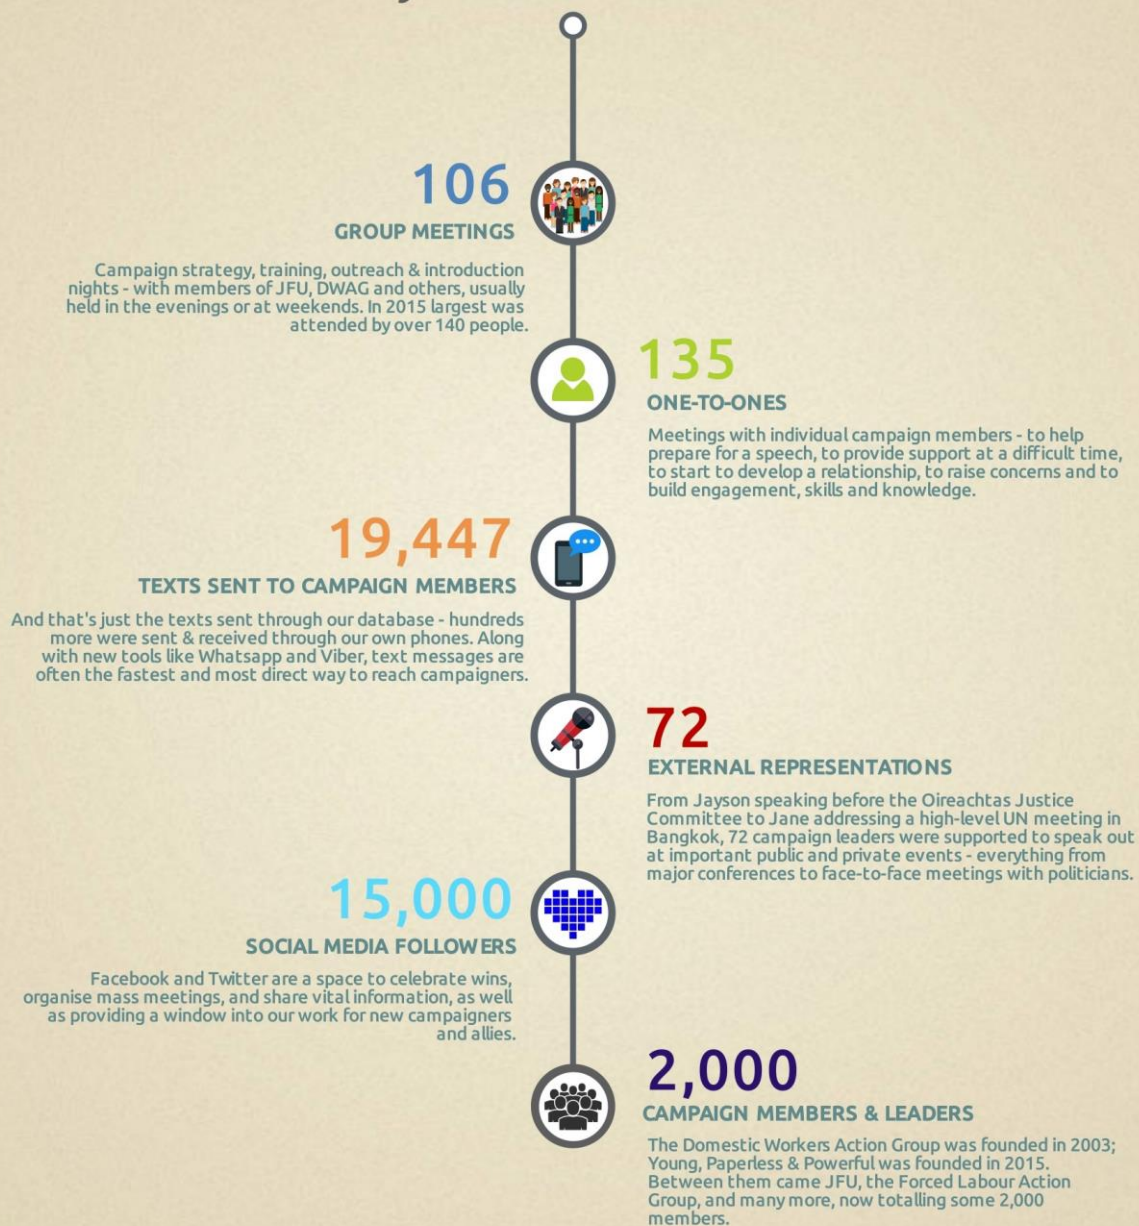 106
GROUP MEETINGS
Campaign strategy, training, outreach & introduction
nights - with members of JFU, DWAG and others, usually
held in the evenings or at weekends. In 2015 largest was
attended by over 140 people.
135
ONE-TO-ONES
Meetings with individual campaign members - to help
prepare for a speech, to provide support at a difficult time,
to start to develop a relationship, to raise concerns and to
build engagement, skills and knowledge.
19,447
TEXTS SENT TO CAMPAIGN MEMBERS
And that's just the texts sent through our database - hundreds
more were sent & received through our own phones. Along
with new tools like Whatsapp and Viber, text messages are
often the fastest and most direct way to reach campaigners.
72
EXTERNAL REPRESENTATIONS
From Jayson speaking before the Oireachtas Justice
Committee to Jane addressing a high-level UN meeting in
Bangkok, 72 campaign leaders were supported to speak out
at important public and private events - everything from
major conferences to face-to-face meetings with politicians.
15,000
SOCIAL MEDIA FOLLOWERS
Facebook and Twitter are a space to celebrate wins,
organise mass meetings, and share vital information, as well
as providing a window into our work for new campaigners
and allies.
2,000
CAMPAIGN MEMBERS & LEADERS
The Domestic Workers Action Group was founded in 2003;
Young, Paperless & Powerful was founded in 2015.
Between them came JFU, the Forced Labour Action
Group, and many more, now totalling some 2,000
members.